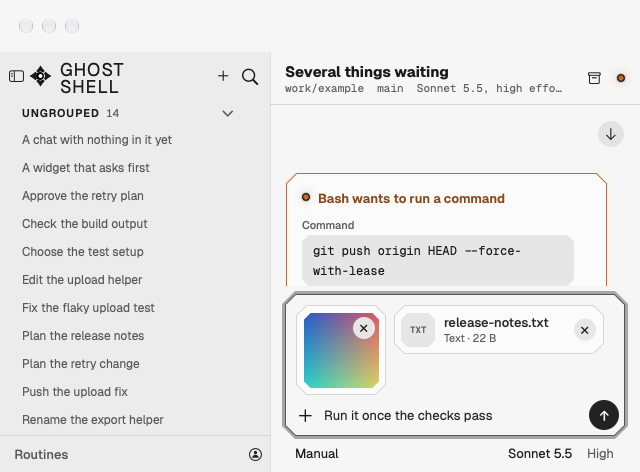 GHOST
SHELL
UNGROUPED 14
A chat with nothing in it yet
A widget that asks first
Approve the retry plan
Check the build output
Choose the test setup
Edit the upload helper
Fix the flaky upload test
Plan the release notes
Plan the retry change
Push the upload fix
Rename the export helper
Routines
Several things waiting
work/example main Sonnet 5.5, high effo…
Bash wants to run a command
Command
git push origin HEAD --force-
with-lease
TXT
release-notes.txt
Text · 22 B
Run it once the checks pass
Manual
Sonnet 5.5 High